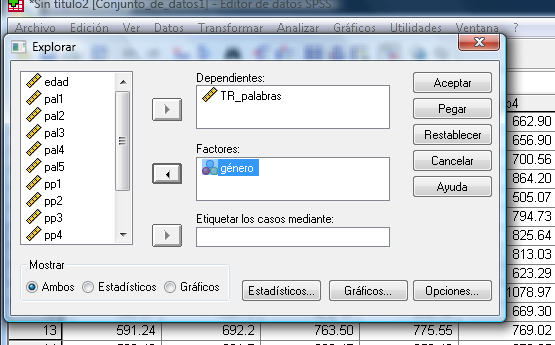 *Sin título2 [Conjunto_de_datos1] - Editor de datos SPSS
Archivo Edición Ver Datos Transformar Analizar Gráficos Utilidades Ventana ?
Explorar
edad
pal1
pal2
pal3
pal4
pal5
pp1
pp2
pp3
pp4
Dependientes:
TR_palabras
Factores:
género
Etiquetar los casos mediante:
Aceptar
Pegar
Restablecer
Cancelar
Ayuda
Mostrar
Ambos Estadísticos Gráficos
Estadísticos... Gráficos... Opciones...
p4
662.90
656.90
700.56
864.20
505.07
794.73
825.64
813.03
623.29
1078.97
669.30
13 591.24 692.2 763.50 775.55 769.02